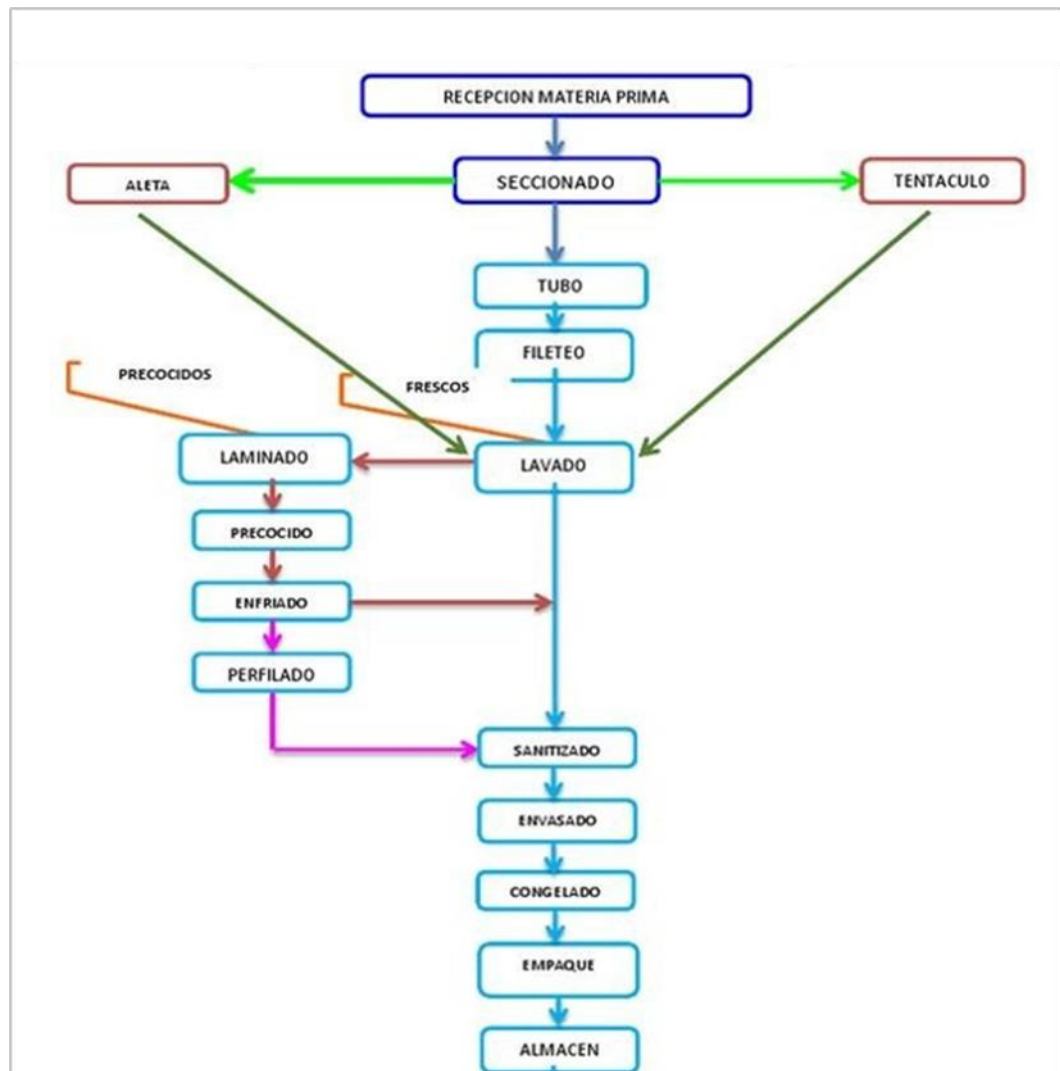 RECEPCION MATERIA PRIMA
ALETA
SECCIONADO
TENTACULO
TUBO
FILETEO
PRECOCIDOS
FRESCOS
LAMINADO
LAVADO
PRECOCIDO
ENFRIADO
PERFILADO
SANITIZADO
ENVASADO
CONGELADO
EMPAQUE
ALMACEN